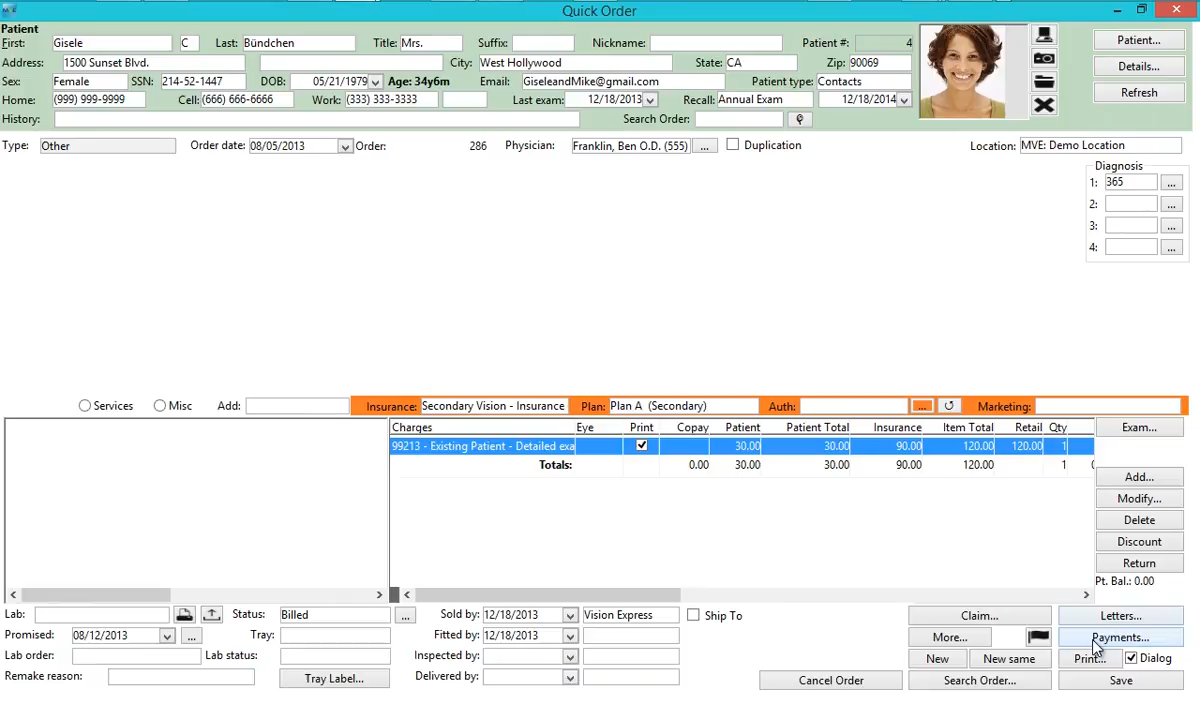 Quick Order
Patient
First: Gisele C Last: Bündchen Title: Mrs. Suffix: Nickname: Patient #: 4 Patient...
Address: 1500 Sunset Blvd. City: West Hollywood State: CA Zip: 90069 Details...
Sex: Female SSN: 214-52-1447 DOB: 05/21/1979 Age: 34y6m Email: GiseleandMike@gmail.com Patient type: Contacts
Home: (999) 999-9999 Cell: (666) 666-6666 Work: (333) 333-3333 Last exam: 12/18/2013 Recall: Annual Exam 12/18/2014 Refresh
History: Search Order:
Type: Other Order date: 08/05/2013 Order: 286 Physician: Franklin, Ben O.D. (555) ... Duplication Location: MVE: Demo Location
Diagnosis
1: 365 ...
2: ...
3: ...
4: ...
Services Misc Add: Insurance: Secondary Vision - Insurance Plan: Plan A (Secondary) Auth: ... Marketing:
Charges Eye Print Copay Patient Patient Total Insurance Item Total Retail Qty Exam...
99213 - Existing Patient - Detailed exa 30.00 30.00 90.00 120.00 120.00 1
Totals: 0.00 30.00 30.00 90.00 120.00 1
Add...
Modify...
Delete
Discount
Return
Pt. Bal.: 0.00
Lab: Status: Billed ... Sold by: 12/18/2013 Vision Express Ship To Claim... Letters...
Promised: 08/12/2013 ... Tray: Fitted by: 12/18/2013 More... Payments...
Lab order: Lab status: Inspected by: New New same Print... Dialog
Remake reason: Tray Label... Delivered by: Cancel Order Search Order... Save